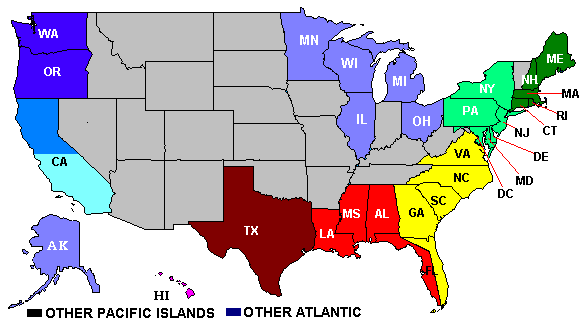 WA
MN
ME
OR
WI
NH
MI
NY
MA
PA
RI
IL
OH
CT
NJ
CA
VA
DE
NC
MD
DC
SC
MS
AL
GA
TX
LA
AK
FL
HI
OTHER PACIFIC ISLANDS
OTHER ATLANTIC